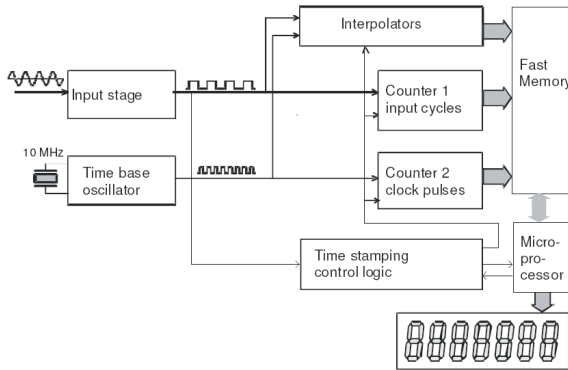 Interpolators
Fast
Memory
Input stage
Counter 1
input cycles
10 MHz
Time base
oscillator
Counter 2
clock pulses
Time stamping
control logic
Micro-
pro-
cessor
8888888